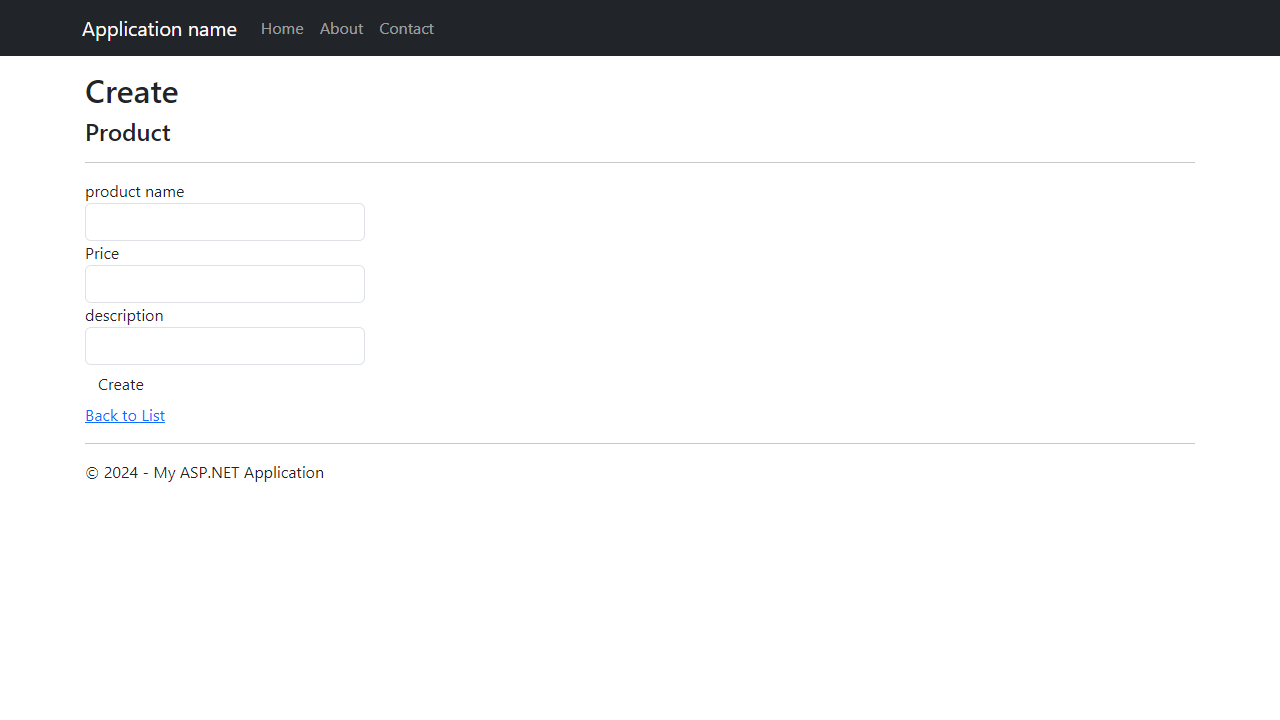 Application name Home About Contact
Create
Product
product name
Price
description
Create
Back to List
© 2024 - My ASP.NET Application